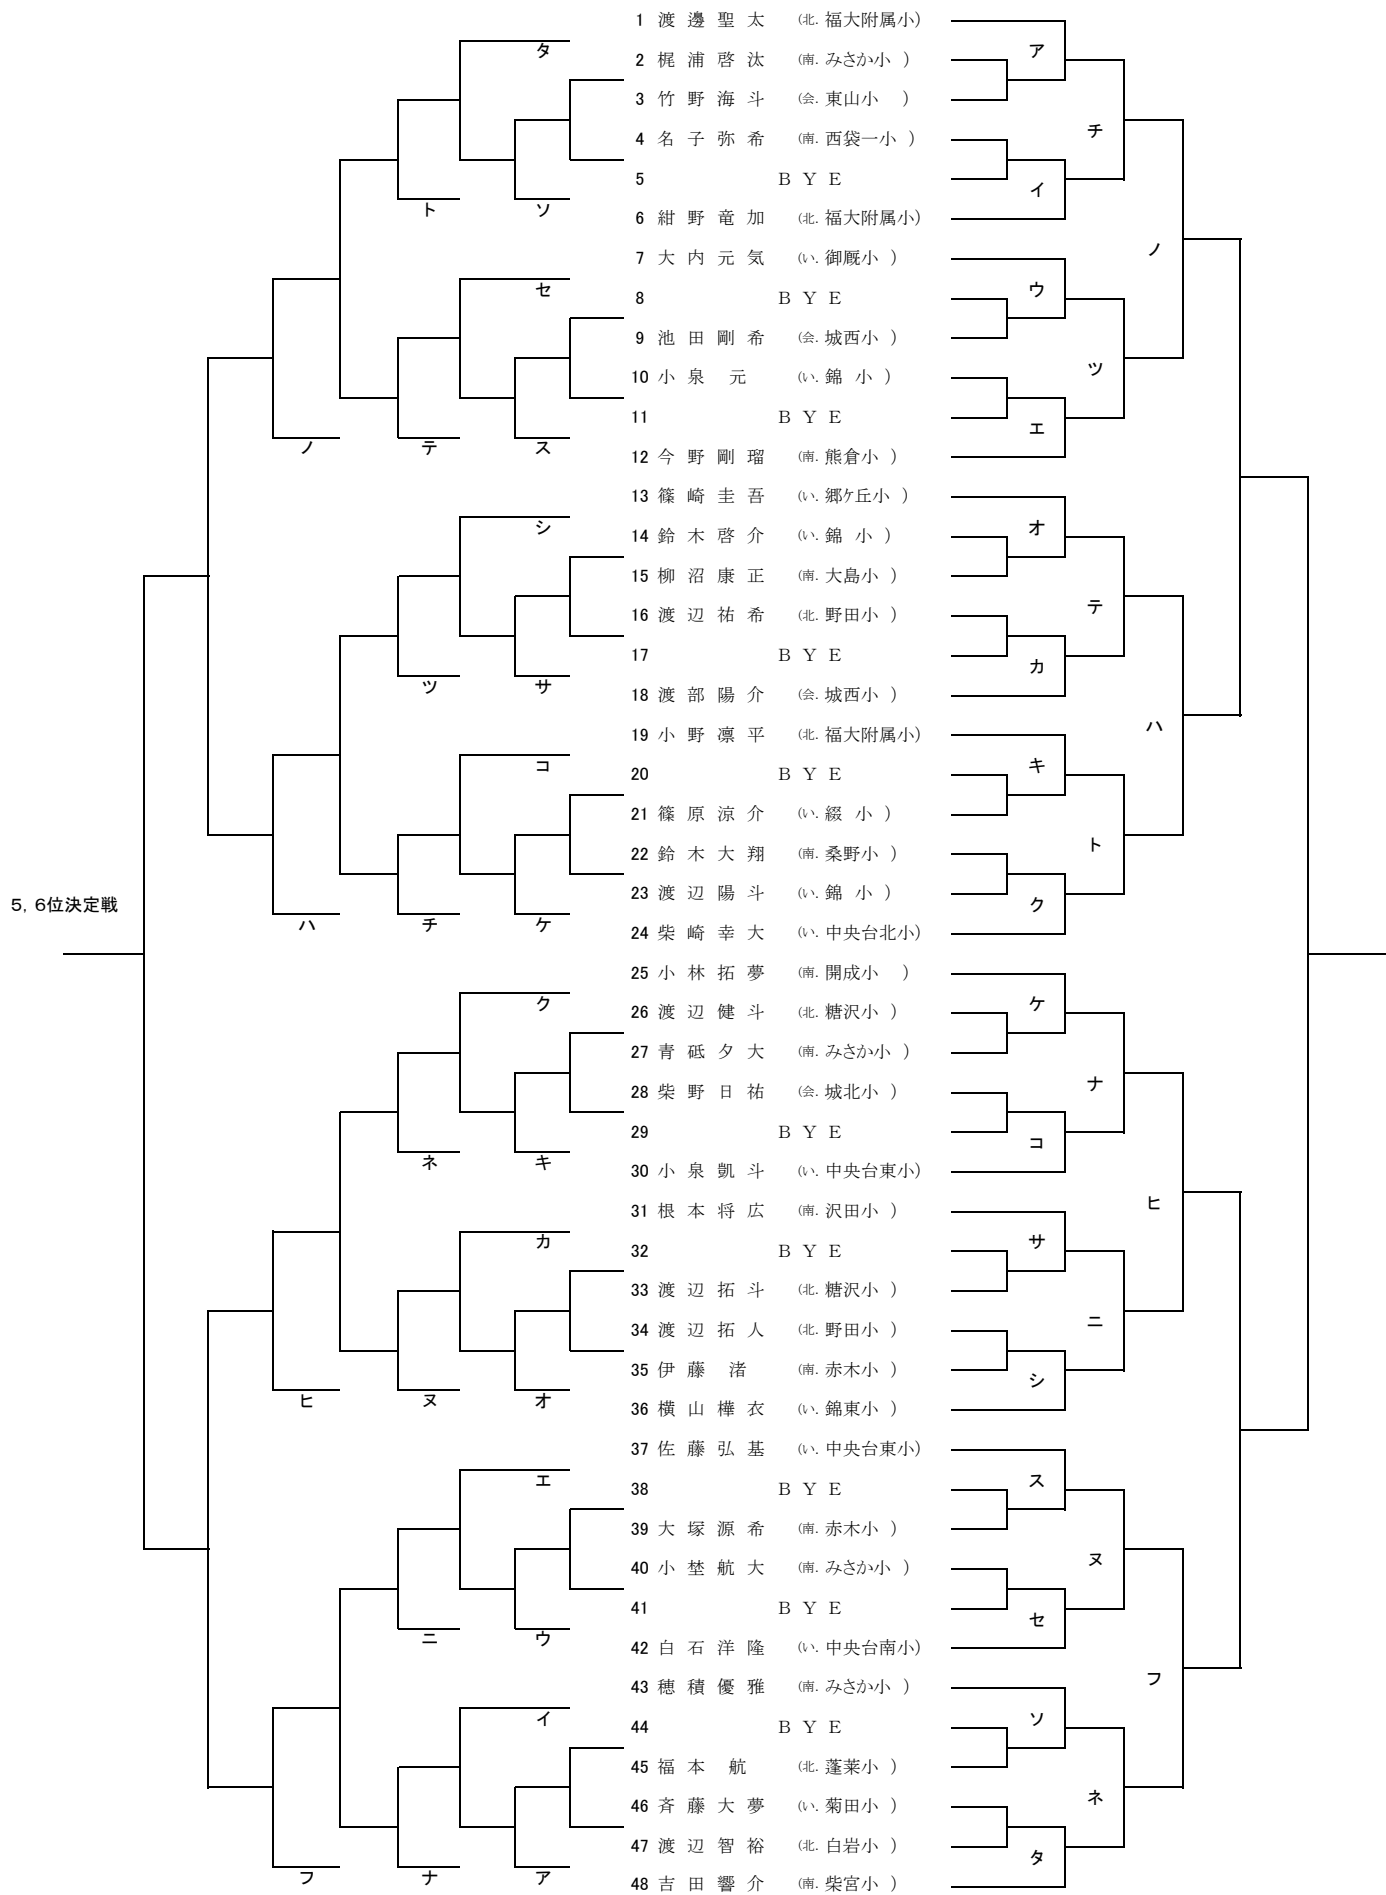 1 渡 邊 聖 太 (北. 福大附属小)
2 梶 浦 啓 汰 (南. みさか小 )
3 竹 野 海 斗 (会. 東山小 )
4 名 子 弥 希 (南. 西袋一小 )
5 B Y E
6 紺 野 竜 加 (北. 福大附属小)
7 大 内 元 気 (い. 御厩小 )
8 B Y E
9 池 田 剛 希 (会. 城西小 )
10 小 泉 元 (い. 錦 小 )
11 B Y E
12 今 野 剛 瑠 (南. 熊倉小 )
13 篠 崎 圭 吾 (い. 郷ケ丘小 )
14 鈴 木 啓 介 (い. 錦 小 )
15 柳 沼 康 正 (南. 大島小 )
16 渡 辺 祐 希 (北. 野田小 )
17 B Y E
18 渡 部 陽 介 (会. 城西小 )
19 小 野 凛 平 (北. 福大附属小)
20 B Y E
21 篠 原 涼 介 (い. 綴 小 )
22 鈴 木 大 翔 (南. 桑野小 )
23 渡 辺 陽 斗 (い. 錦 小 )
24 柴 崎 幸 大 (い. 中央台北小)
25 小 林 拓 夢 (南. 開成小 )
26 渡 辺 健 斗 (北. 糖沢小 )
27 青 砥 夕 大 (南. みさか小 )
28 柴 野 日 祐 (会. 城北小 )
29 B Y E
30 小 泉 凱 斗 (い. 中央台東小)
31 根 本 将 広 (南. 沢田小 )
32 B Y E
33 渡 辺 拓 斗 (北. 糖沢小 )
34 渡 辺 拓 人 (北. 野田小 )
35 伊 藤 渚 (南. 赤木小 )
36 横 山 樺 衣 (い. 錦東小 )
37 佐 藤 弘 基 (い. 中央台東小)
38 B Y E
39 大 塚 源 希 (南. 赤木小 )
40 小 埜 航 大 (南. みさか小 )
41 B Y E
42 白 石 洋 隆 (い. 中央台南小)
43 穂 積 優 雅 (南. みさか小 )
44 B Y E
45 福 本 航 (北. 蓬莱小 )
46 斉 藤 大 夢 (い. 菊田小 )
47 渡 辺 智 裕 (北. 白岩小 )
48 吉 田 響 介 (南. 柴宮小 )
5, 6位決定戦
タ
ト
ソ
セ
ノ
テ
ス
シ
ツ
サ
コ
ハ
チ
ケ
ク
ネ
キ
カ
ヒ
ヌ
オ
エ
ニ
ウ
イ
フ
ナ
ア
ア
チ
イ
ノ
ウ
ツ
エ
オ
テ
カ
ハ
キ
ト
ク
ケ
ナ
コ
ヒ
サ
ニ
シ
ス
ヌ
セ
フ
ソ
ネ
タ